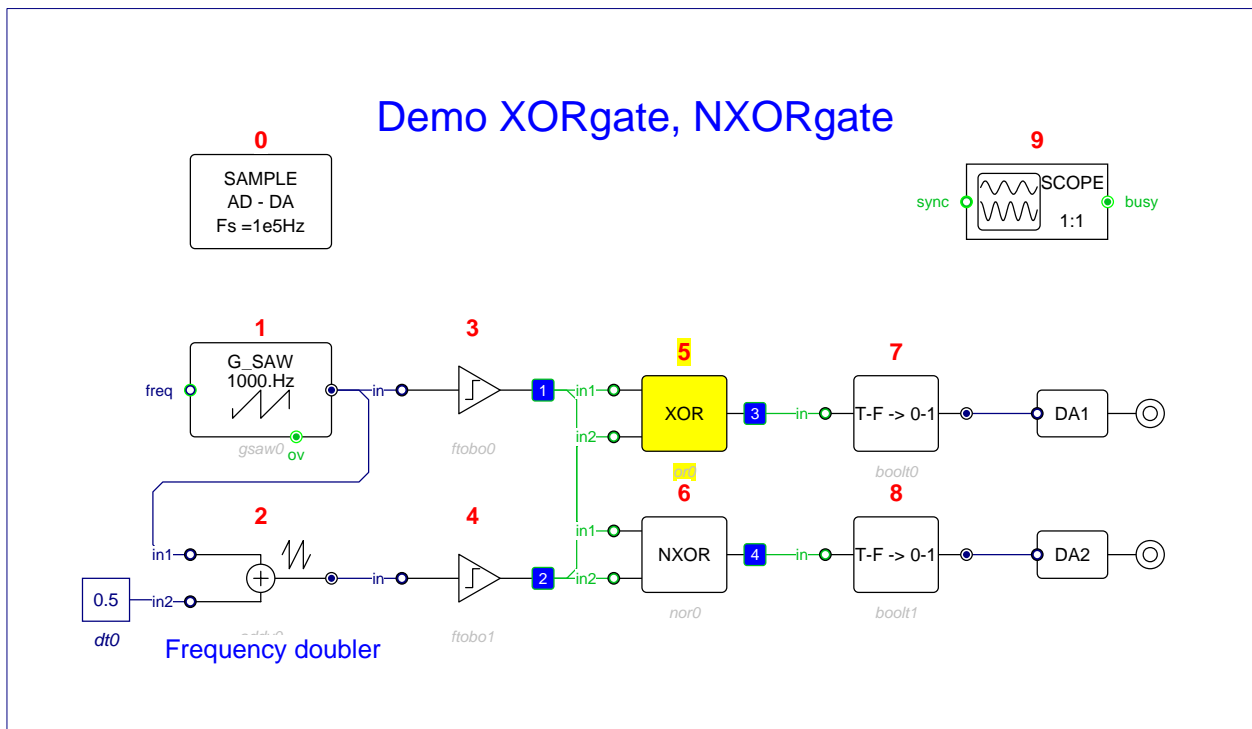 Demo XORgate, NXORgate
0
SAMPLE
AD - DA
Fs =1e5Hz
9
sync
SCOPE
1:1
busy
1
G_SAW
1000.Hz
freq
gsaw0
ov
3
in
ftobo0
1
5
in1
in2
XOR
or0
3
7
in
T-F -> 0-1
boolt0
DA1
2
in1
in2
0.5
dt0
Frequency doubler
4
in
ftobo1
2
6
in1
in2
NXOR
nor0
4
8
in
T-F -> 0-1
boolt1
DA2